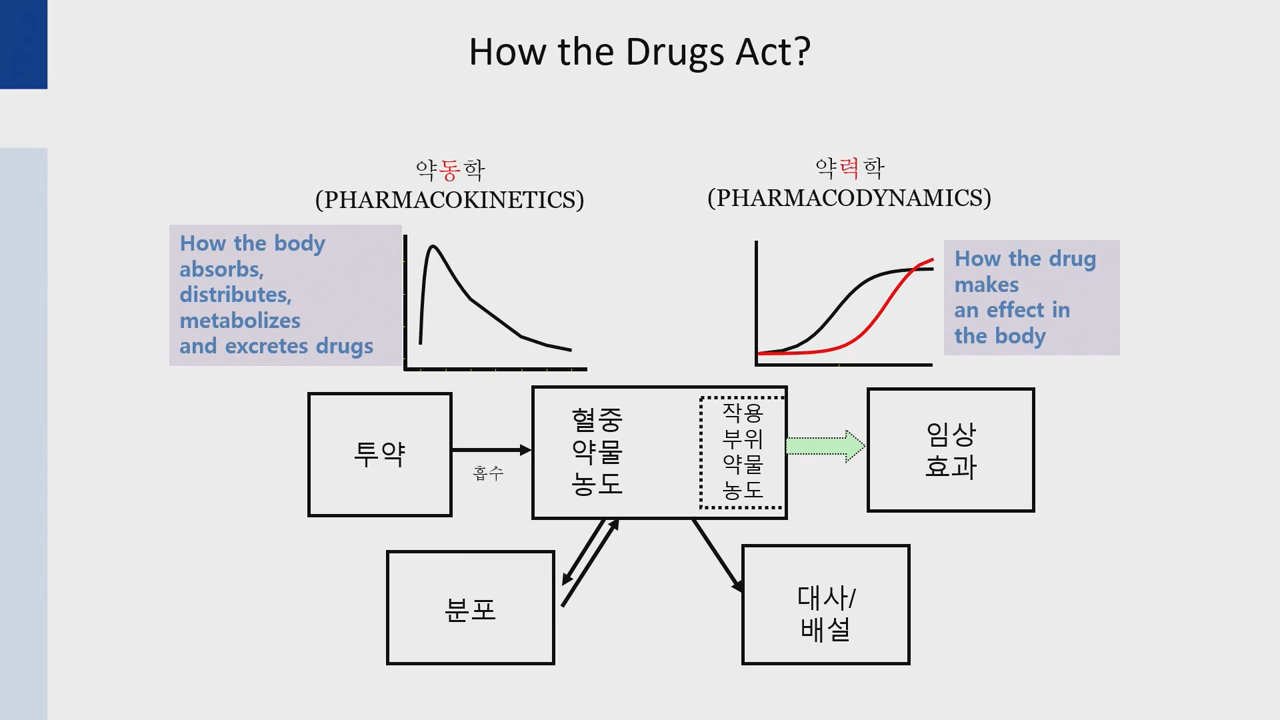 How the Drugs Act?
약동학
(PHARMACOKINETICS)
약력학
(PHARMACODYNAMICS)
How the body
absorbs,
distributes,
metabolizes
and excretes drugs
How the drug
makes
an effect in
the body
투약
흡수
혈중
약물
농도
작용
부위
약물
농도
임상
효과
분포
대사/
배설